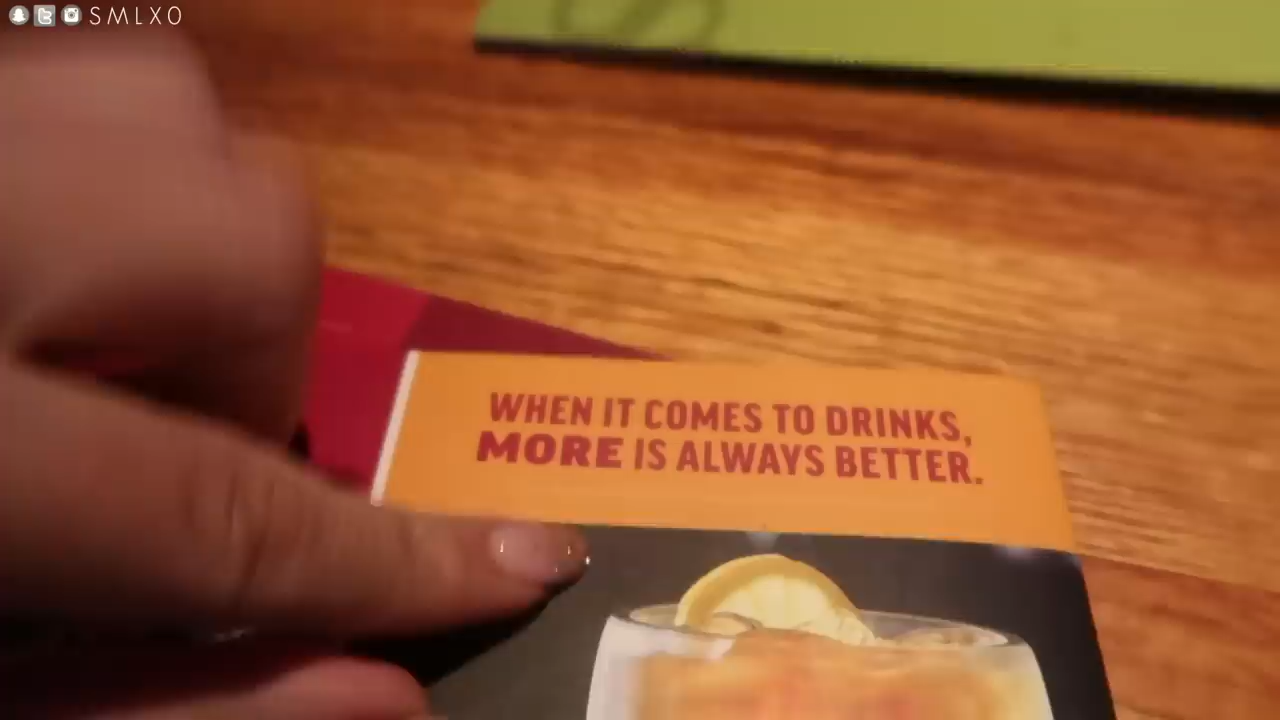 SMLXO
WHEN IT COMES TO DRINKS,
MORE IS ALWAYS BETTER.